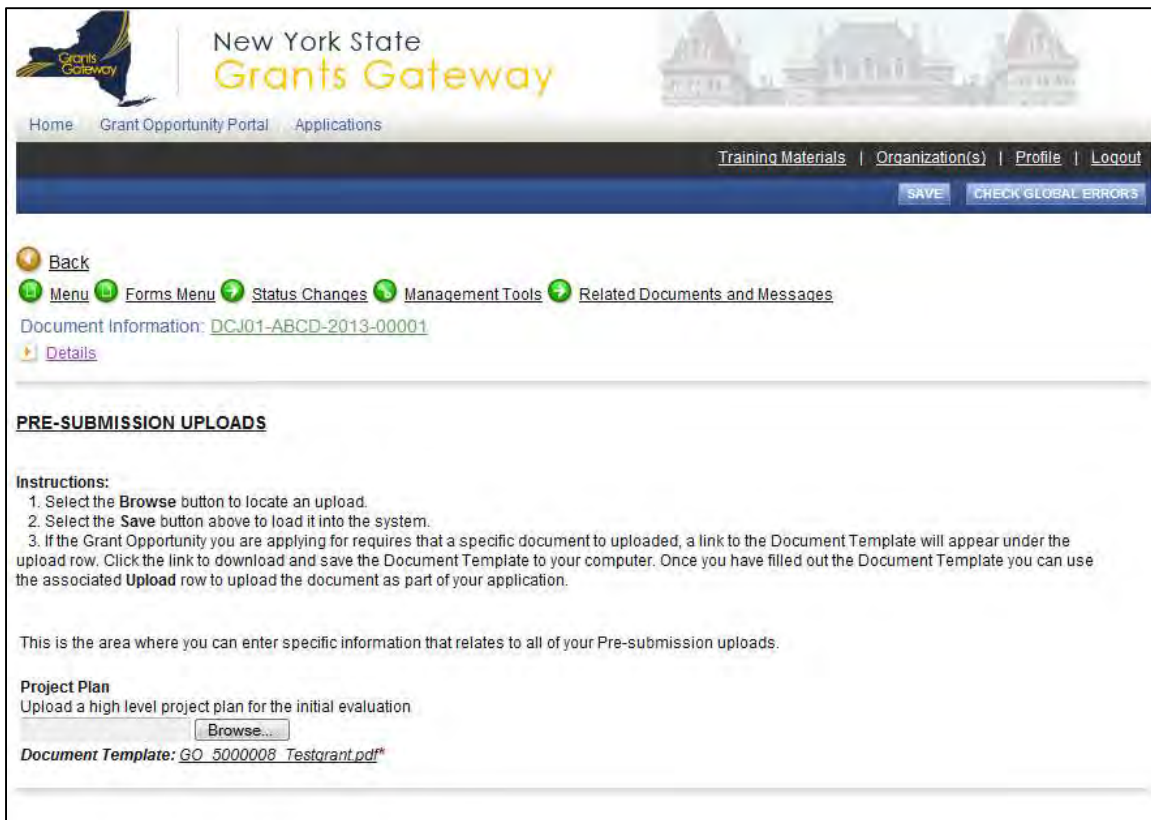 Grants
Gateway
New York State
Grants Gateway
Home Grant Opportunity Portal Applications
Training Materials | Organization(s) | Profile | Logout
SAVE CHECK GLOBAL ERRORS
Back
Menu Forms Menu Status Changes Management Tools Related Documents and Messages
Document Information: DCJ01-ABCD-2013-00001
Details
PRE-SUBMISSION UPLOADS
Instructions:
1. Select the Browse button to locate an upload.
2. Select the Save button above to load it into the system.
3. If the Grant Opportunity you are applying for requires that a specific document to uploaded, a link to the Document Template will appear under the
upload row. Click the link to download and save the Document Template to your computer. Once you have filled out the Document Template you can use
the associated Upload row to upload the document as part of your application.
This is the area where you can enter specific information that relates to all of your Pre-submission uploads.
Project Plan
Upload a high level project plan for the initial evaluation
Browse...
Document Template: GO_5000008_Testgrant.pdf*